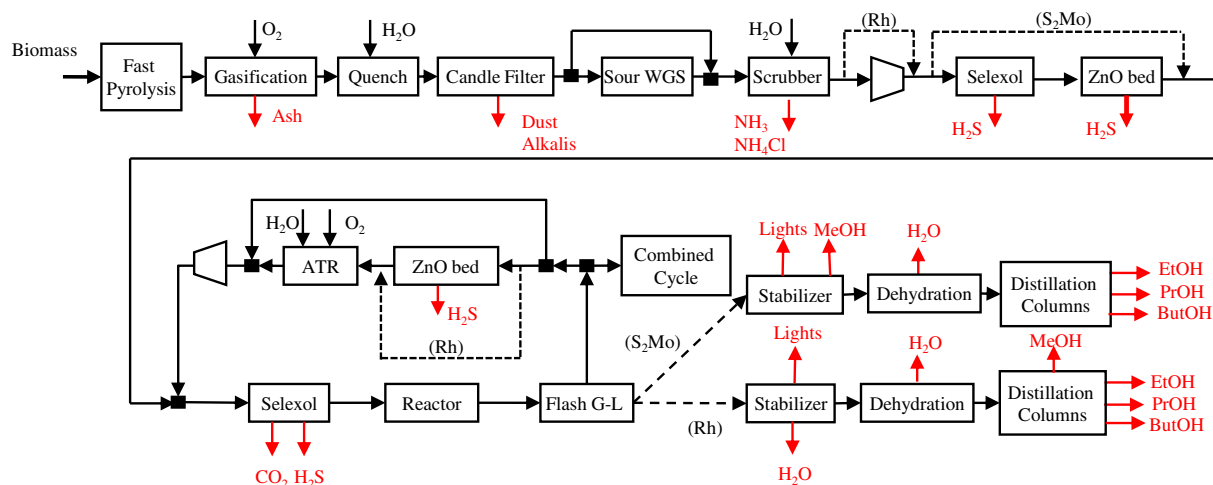 O₂
H₂O
(Rh)
(S₂Mo)
Biomass
H₂O
Fast
Pyrolysis
Gasification
Quench
Candle Filter
Sour WGS
Scrubber
Selexol
ZnO bed
Ash
Dust
Alkalis
NH₃
NH₄Cl
H₂S
H₂S
H₂O
O₂
ATR
ZnO bed
Combined
Cycle
H₂S
(Rh)
Lights
MeOH
H₂O
Stabilizer
Dehydration
Distillation
Columns
EtOH
PrOH
ButOH
(S₂Mo)
Lights
H₂O
MeOH
Selexol
Reactor
Flash G-L
(Rh)
Stabilizer
Dehydration
Distillation
Columns
EtOH
PrOH
ButOH
CO₂
H₂S
H₂O